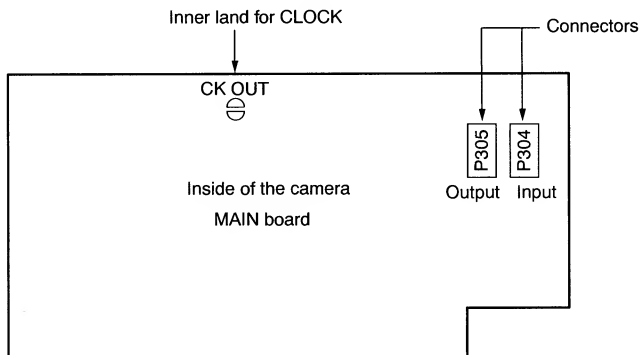 Inner land for CLOCK
Connectors
CK OUT
P305
P304
Output
Input
Inside of the camera
MAIN board